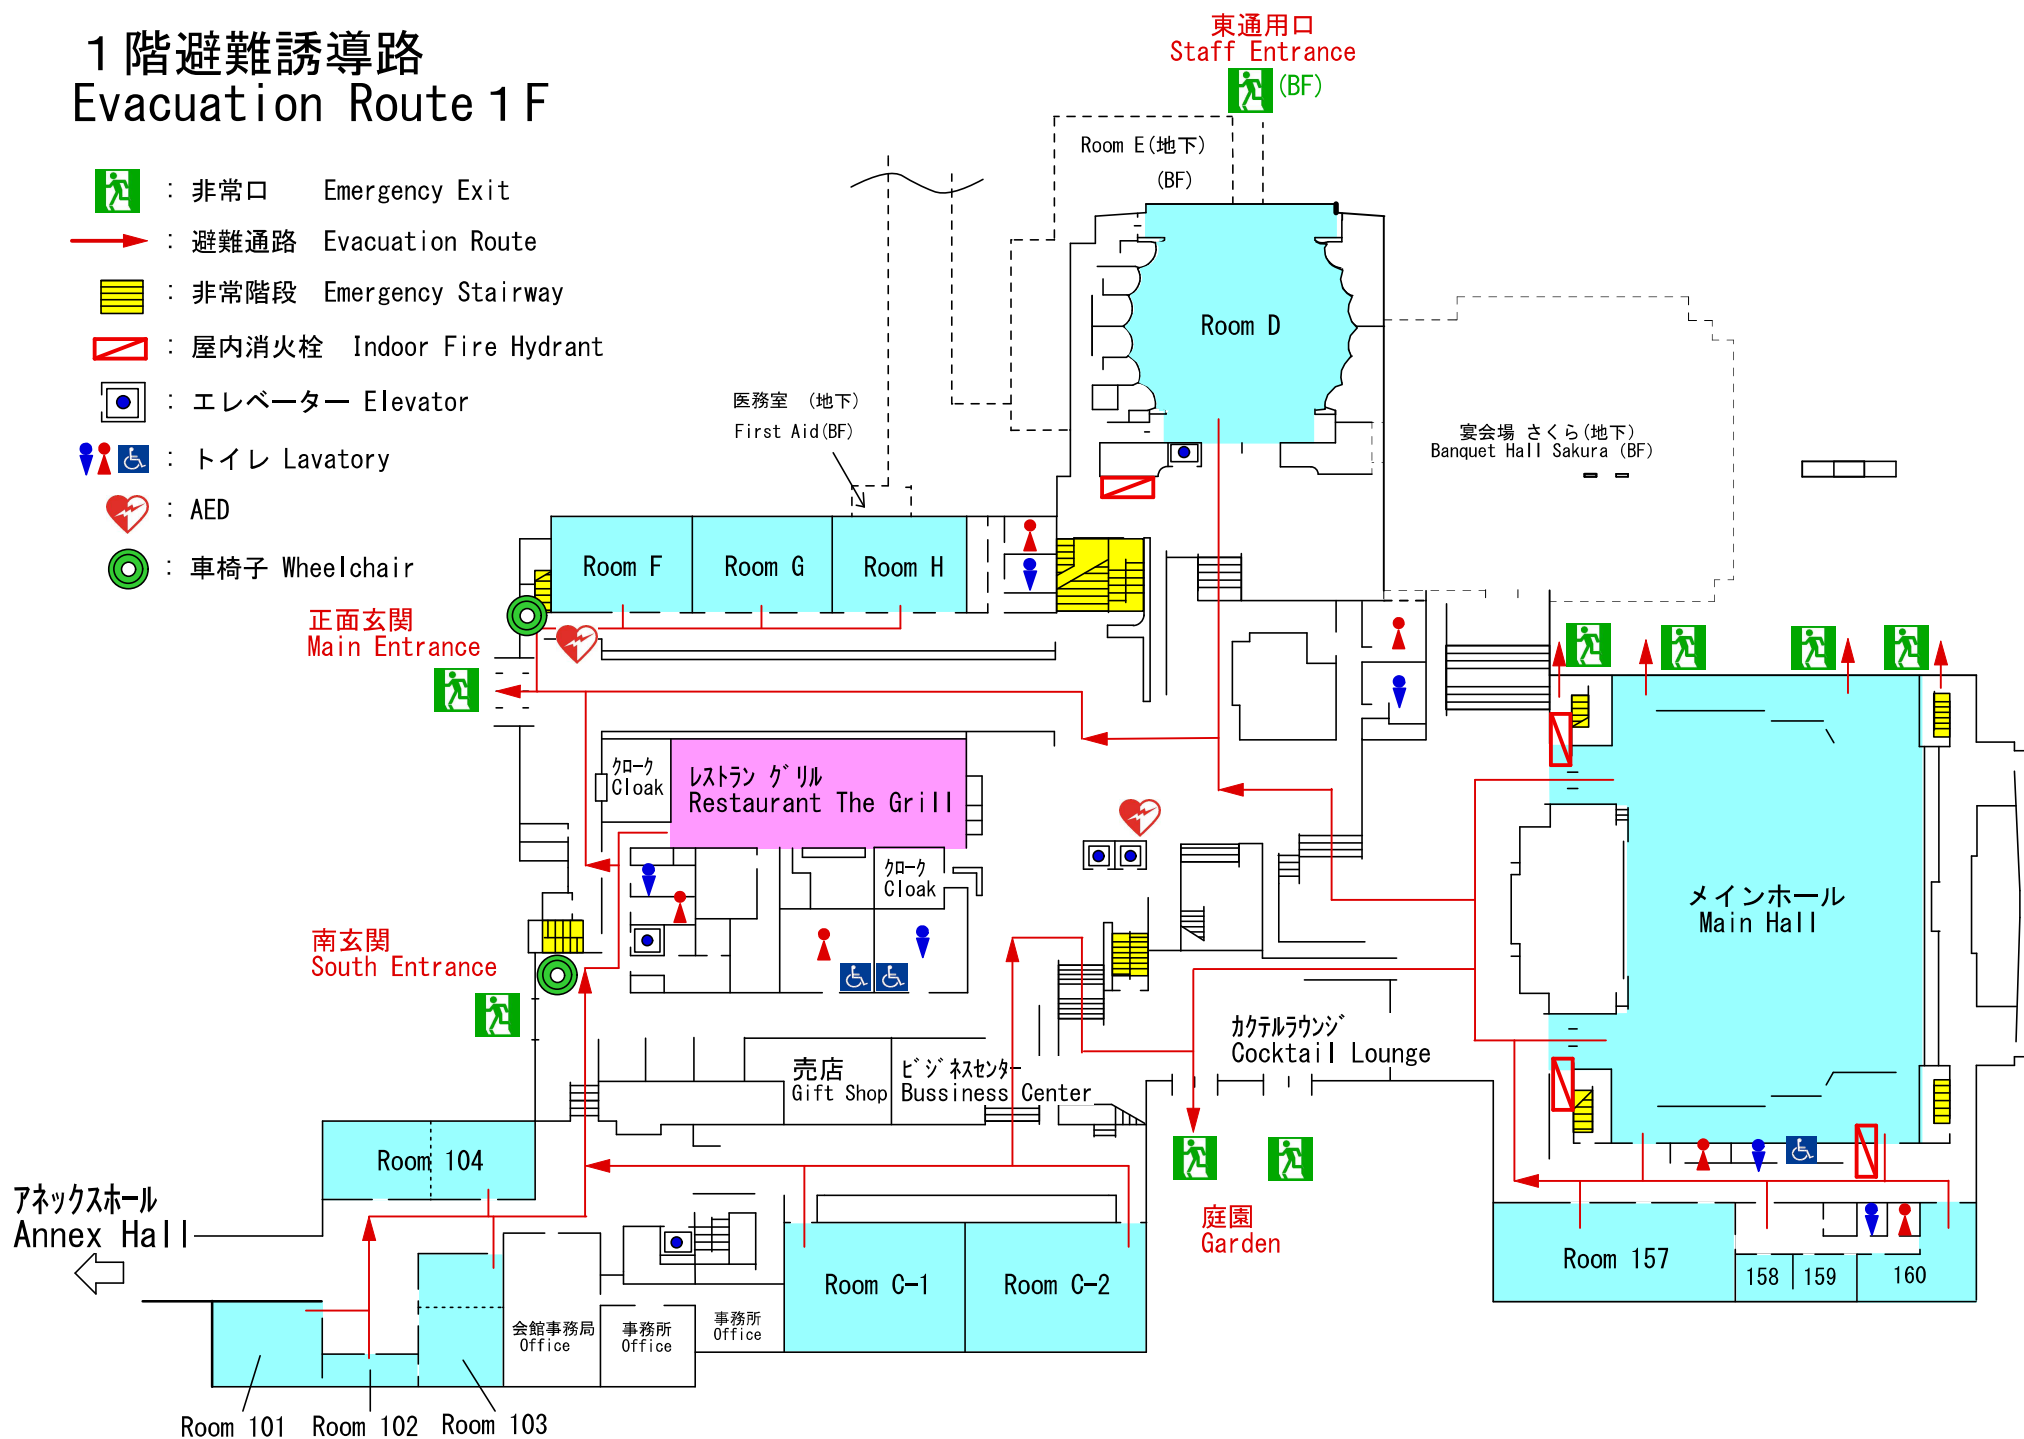 1階避難誘導路
Evacuation Route 1F
: 非常口 Emergency Exit
: 避難通路 Evacuation Route
: 非常階段 Emergency Stairway
: 屋内消火栓 Indoor Fire Hydrant
: エレベーター Elevator
: トイレ Lavatory
: AED
: 車椅子 Wheelchair
東通用口
Staff Entrance
(BF)
Room E(地下)
(BF)
Room D
医務室 (地下)
First Aid(BF)
宴会場 さくら(地下)
Banquet Hall Sakura (BF)
Room F
Room G
Room H
正面玄関
Main Entrance
クローク
Cloak
レストラン グリル
Restaurant The Grill
クローク
Cloak
メインホール
Main Hall
南玄関
South Entrance
カクテルラウンジ
Cocktail Lounge
売店
Gift Shop
ビジネスセンター
Bussiness Center
Room 104
アネックスホール
Annex Hall
庭園
Garden
Room C-1
Room C-2
Room 157
158
159
160
会館事務局
Office
事務所
Office
事務所
Office
Room 101
Room 102
Room 103